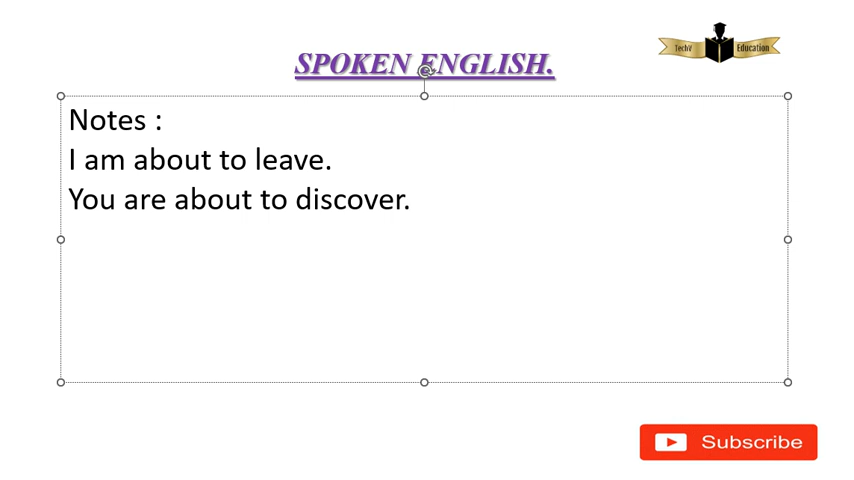 SPOKEN ENGLISH.
TechV Education
Notes :
I am about to leave.
You are about to discover.
Subscribe